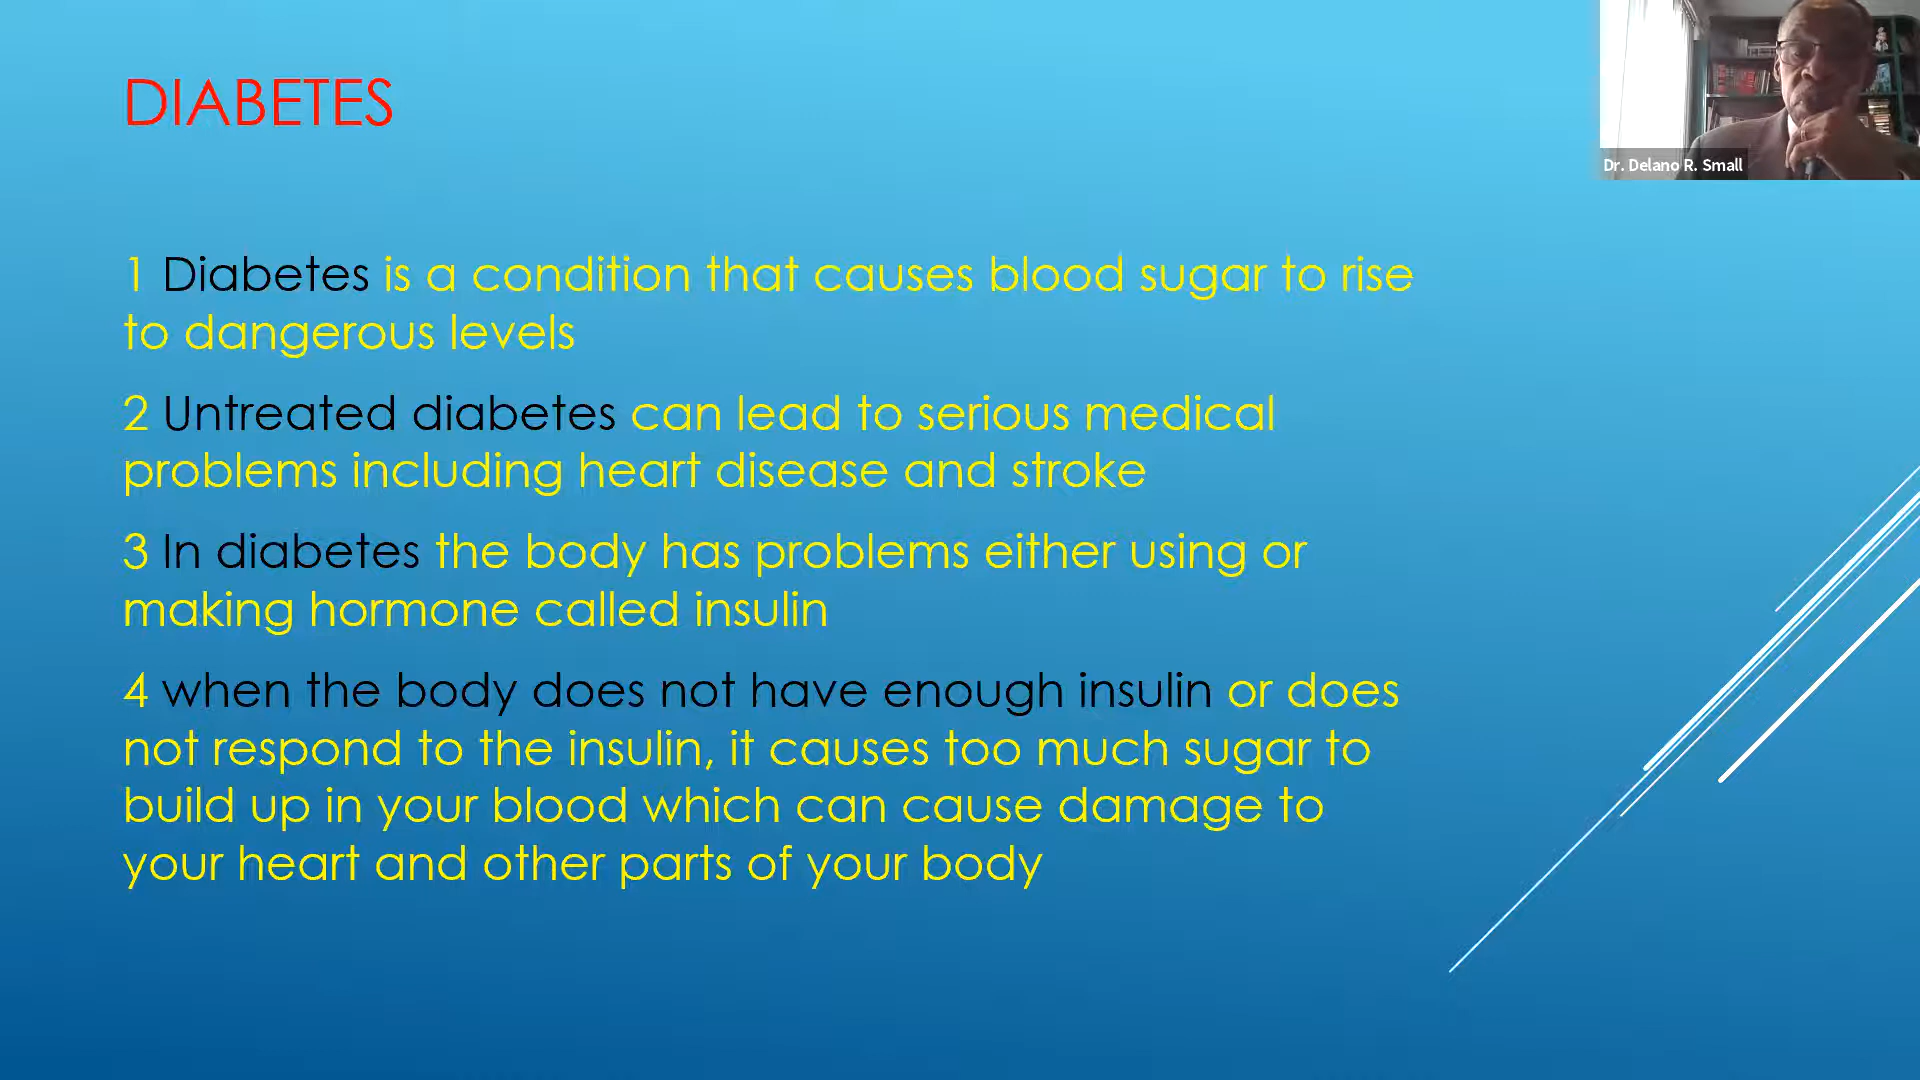 DIABETES
Dr. Delano R. Small
1 Diabetes is a condition that causes blood sugar to rise
to dangerous levels
2 Untreated diabetes can lead to serious medical
problems including heart disease and stroke
3 In diabetes the body has problems either using or
making hormone called insulin
4 when the body does not have enough insulin or does
not respond to the insulin, it causes too much sugar to
build up in your blood which can cause damage to
your heart and other parts of your body